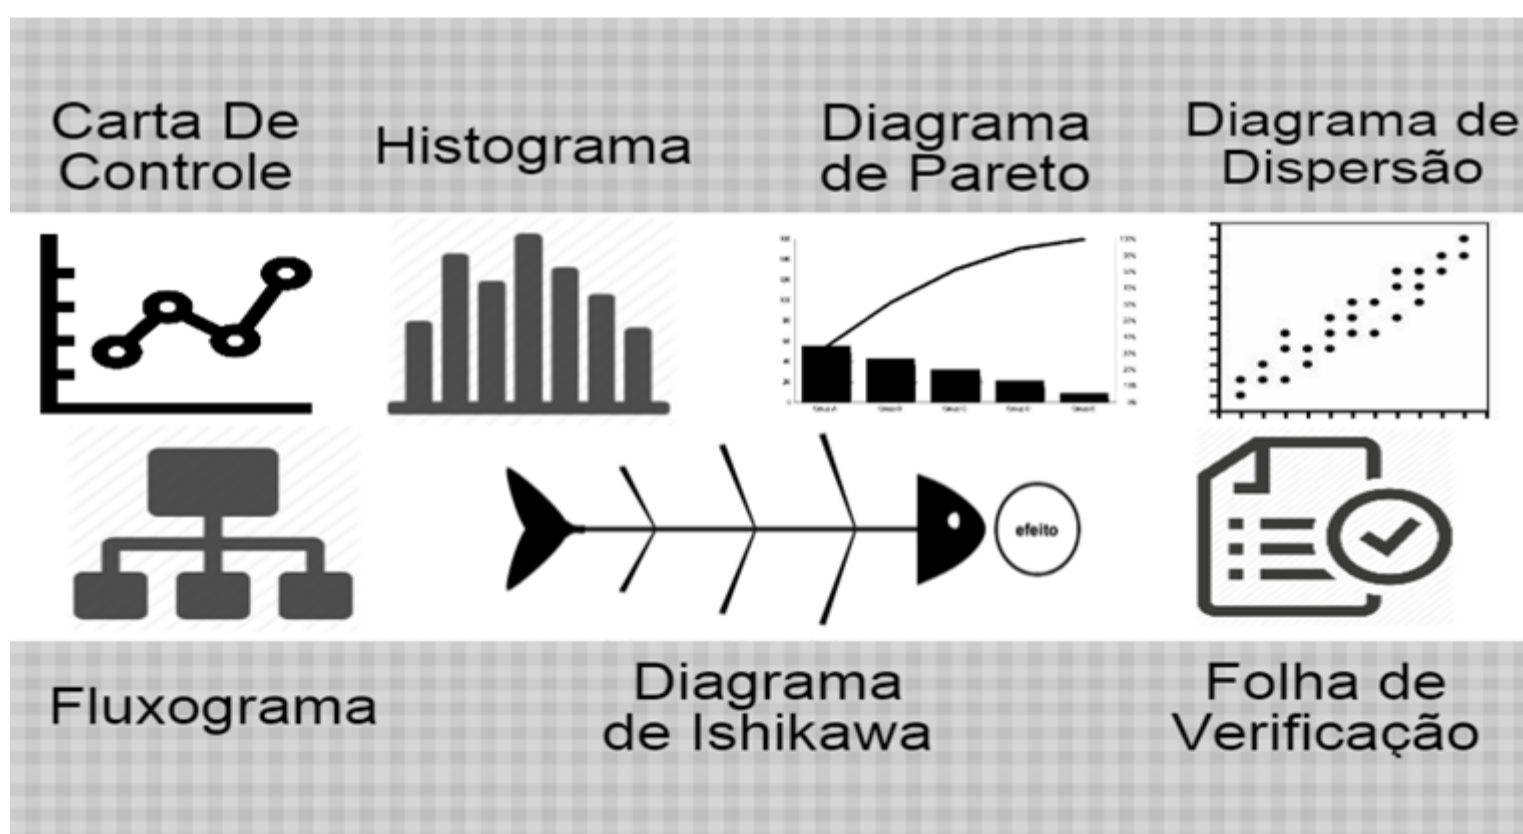 Carta De
Controle
Histograma
Diagrama
de Pareto
Diagrama de
Dispersão
efeito
Fluxograma
Diagrama
de Ishikawa
Folha de
Verificação